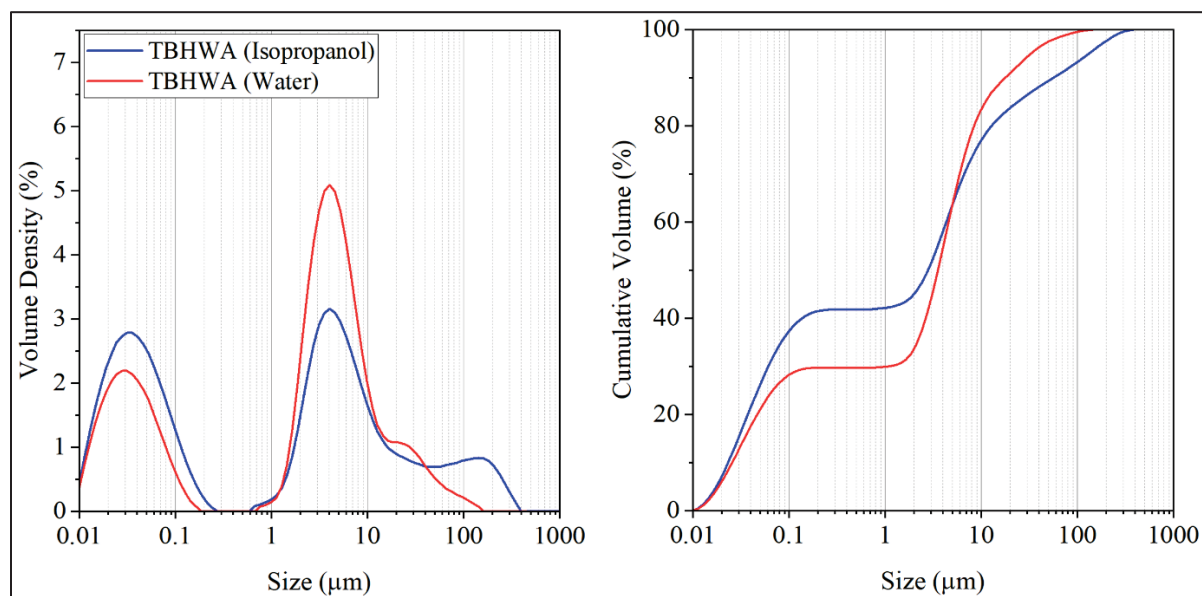 TBHWA (Isopropanol)
TBHWA (Water)
Volume Density (%)
7
6
5
4
3
2
1
0
0.01 0.1 1 10 100 1000
Size (µm)
Cumulative Volume (%)
100
80
60
40
20
0
0.01 0.1 1 10 100 1000
Size (µm)